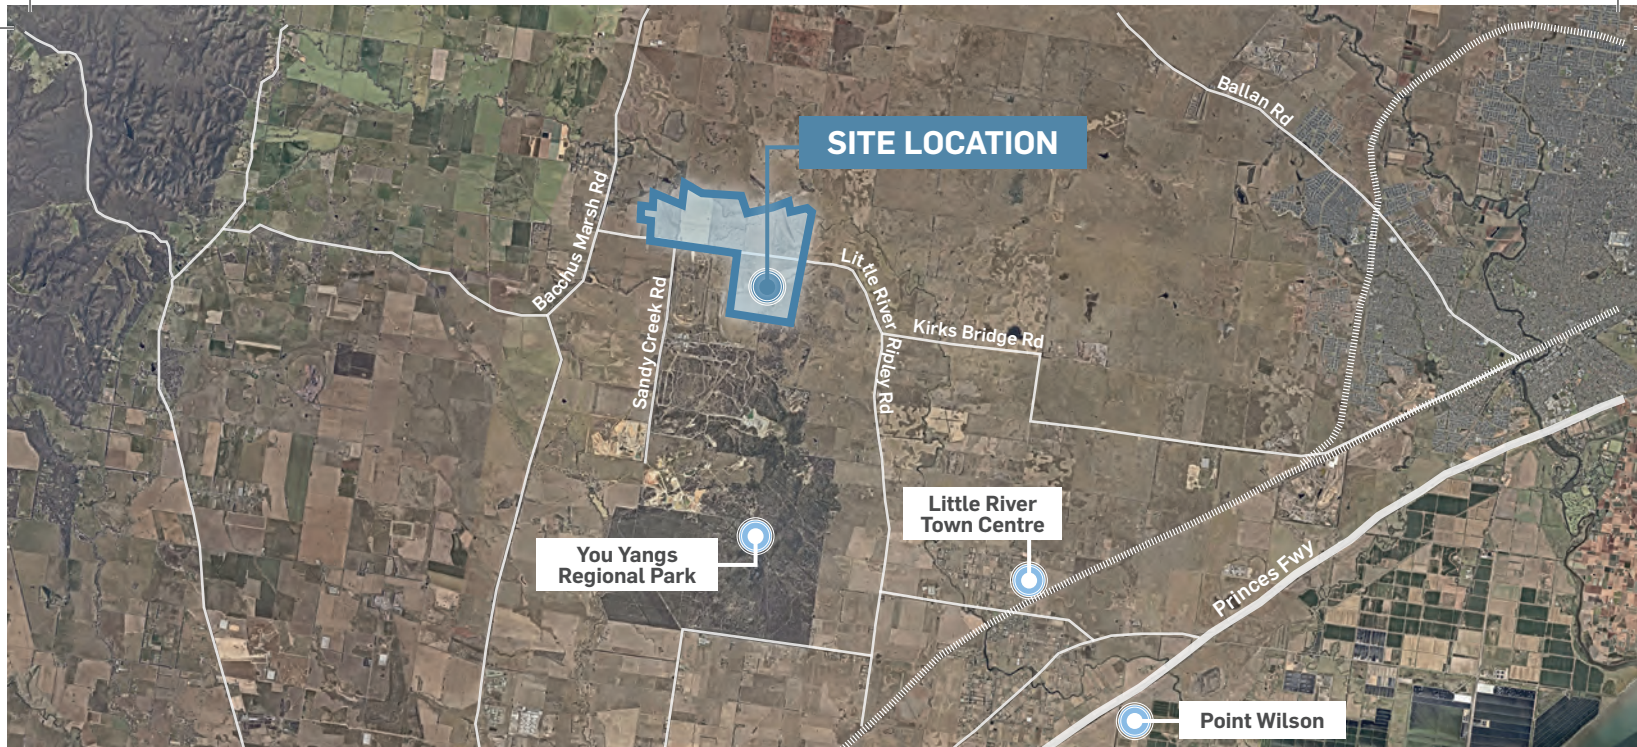 Ballan Rd
SITE LOCATION
Bacchus Marsh Rd
Sandy Creek Rd
Little River Ripley Rd
Kirks Bridge Rd
Little River
Town Centre
You Yangs
Regional Park
Princes Fwy
Point Wilson